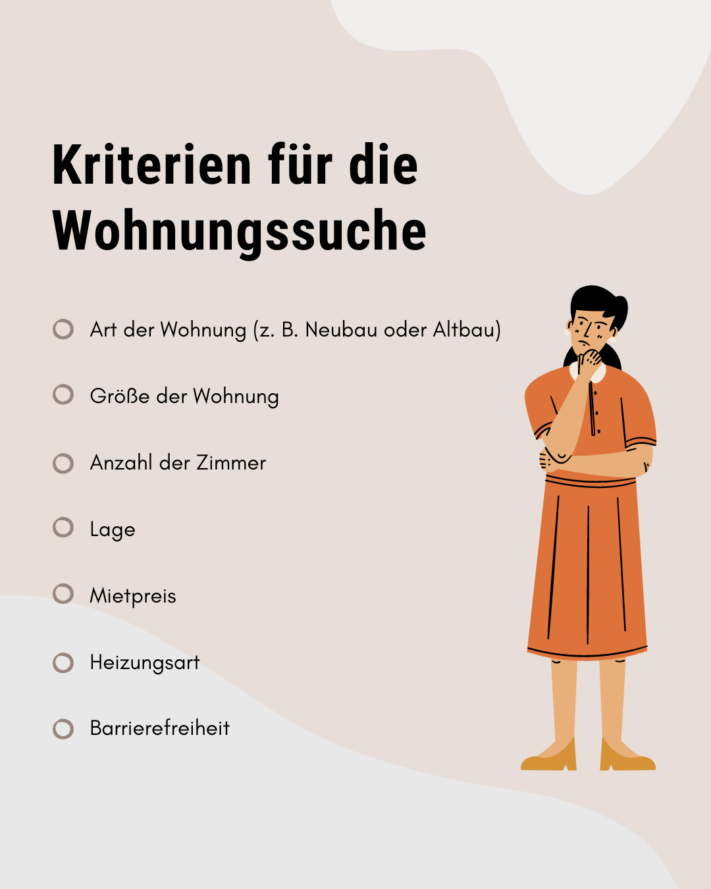 Kriterien für die
Wohnungssuche
Art der Wohnung (z. B. Neubau oder Altbau)
Größe der Wohnung
Anzahl der Zimmer
Lage
Mietpreis
Heizungsart
Barrierefreiheit